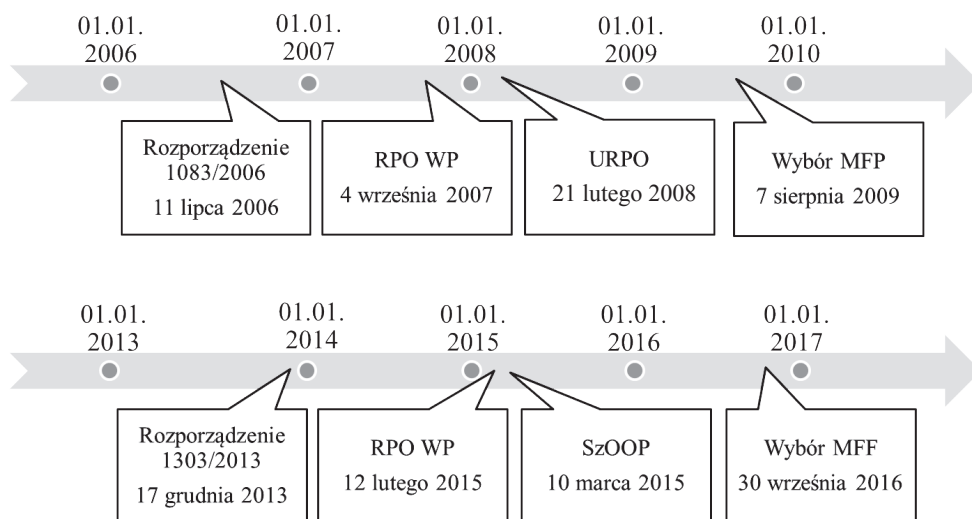 01.01.
2006
01.01.
2007
01.01.
2008
01.01.
2009
01.01.
2010
Rozporządzenie
1083/2006
11 lipca 2006
RPO WP
4 września 2007
URPO
21 lutego 2008
Wybór MFP
7 sierpnia 2009
01.01.
2013
01.01.
2014
01.01.
2015
01.01.
2016
01.01.
2017
Rozporządzenie
1303/2013
17 grudnia 2013
RPO WP
12 lutego 2015
SzOOP
10 marca 2015
Wybór MFF
30 września 2016